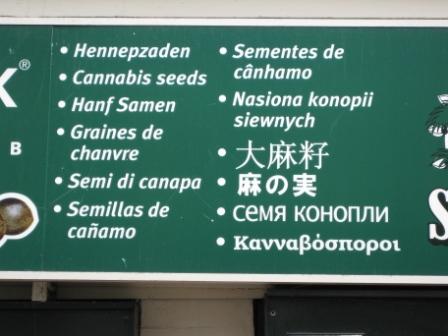 K®
B
• Hennepzaden
• Cannabis seeds
• Hanf Samen
• Graines de
chanvre
• Semi di canapa
• Semillas de
cañamo
• Sementes de
cânhamo
• Nasiona konopii
siewnych
• 大麻籽
• 麻の実
• семя конопли
• Κανναβόσποροι
S